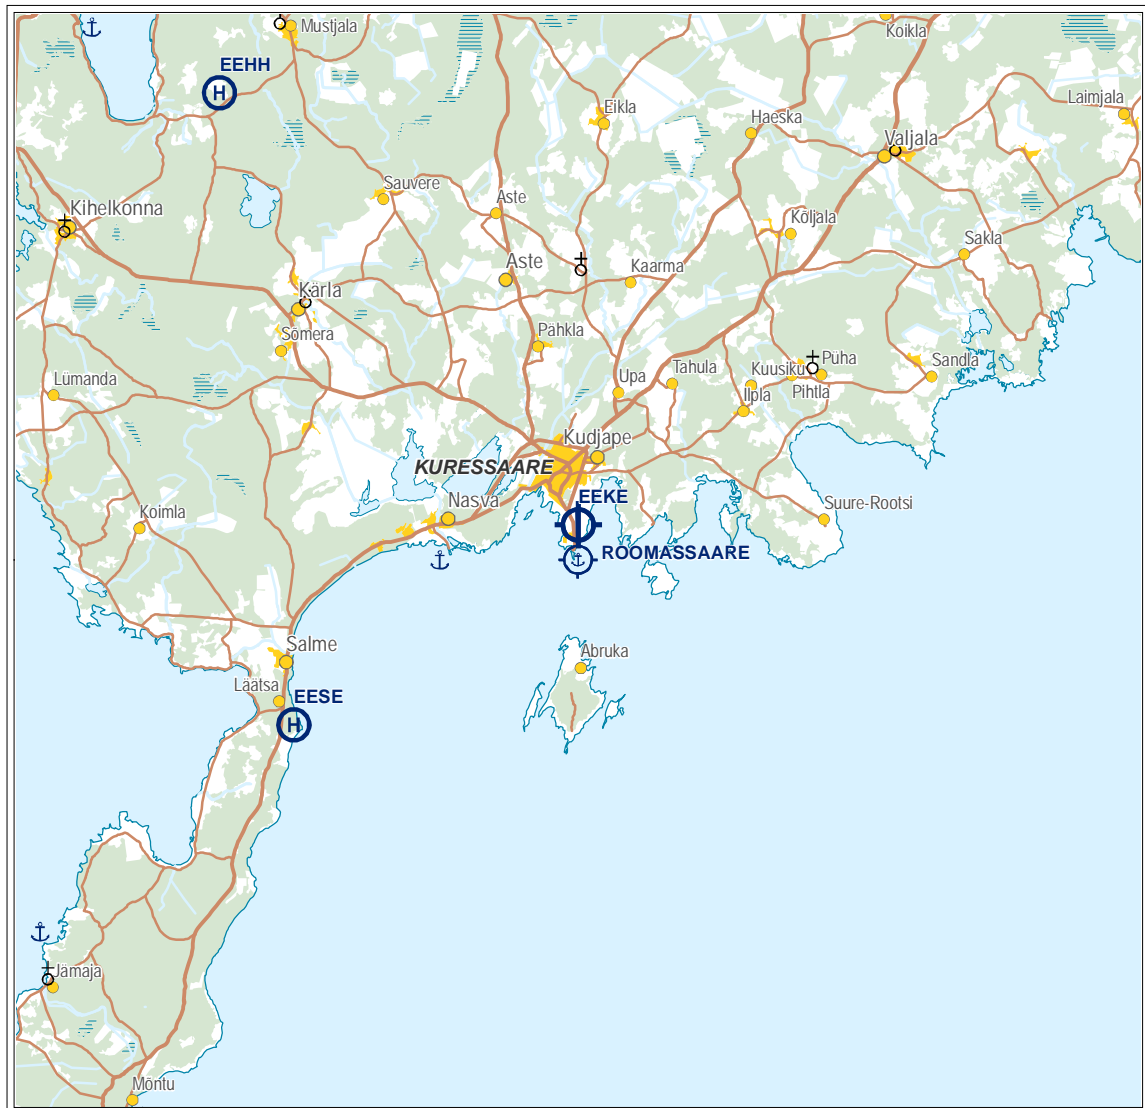 Mustjala
Koikla
EEHH
H
Eikla
Haeska
Laimjala
Valjala
Sauvere
Aste
Kihelkonna
Kõljala
Sakla
Aste
Kaarma
Kärla
Sõmera
Pähkla
Tahula
Kuusiku
Püha
Sandla
Lümanda
Upa
Ilpla
Pihtla
Kudjape
KURESSAARE
Nasva
EEKE
Suure-Rootsi
Koimla
ROOMASSAARE
Salme
Abruka
Läätsa
EESE
H
Jämaja
Mõntu